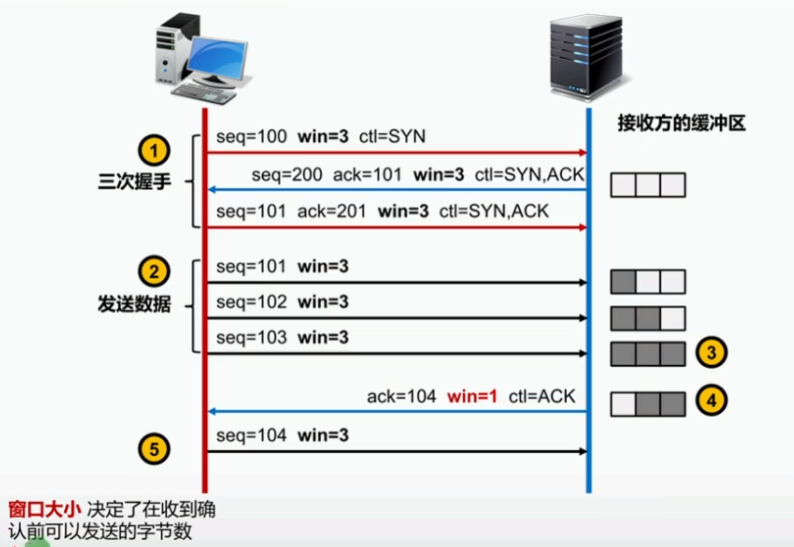 接收方的缓冲区
1
三次握手
seq=100 win=3 ctl=SYN
seq=200 ack=101 win=3 ctl=SYN,ACK
seq=101 ack=201 win=3 ctl=SYN,ACK
2
发送数据
seq=101 win=3
seq=102 win=3
seq=103 win=3
3
ack=104 win=1 ctl=ACK
4
5
seq=104 win=3
窗口大小 决定了在收到确
认前可以发送的字节数